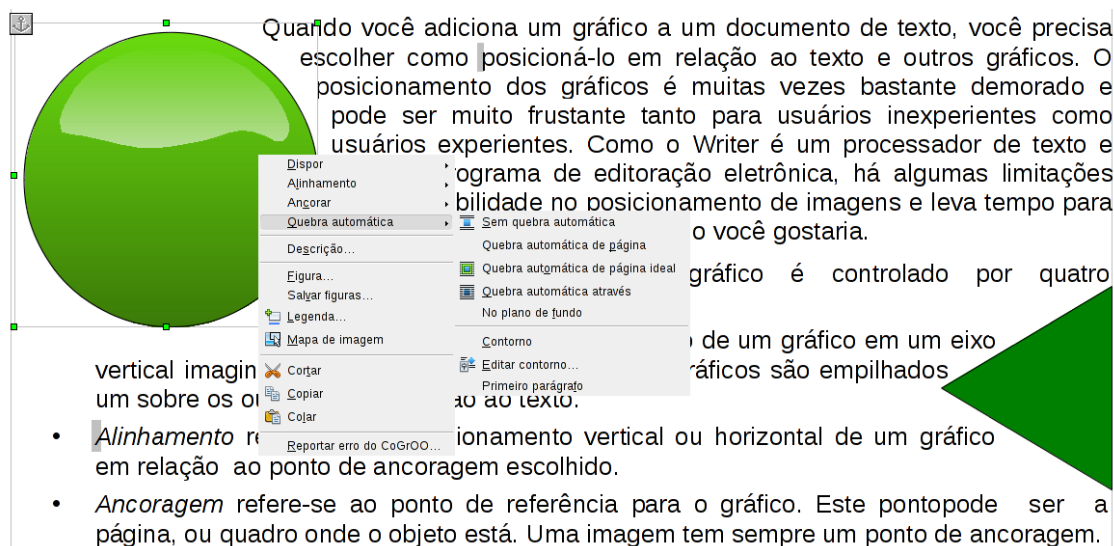 Quando você adiciona um gráfico a um documento de texto, você precisa
escolher como posicioná-lo em relação ao texto e outros gráficos. O
posicionamento dos gráficos é muitas vezes bastante demorado e
pode ser muito frustante tanto para usuários inexperientes como
usuários experientes. Como o Writer é um processador de texto e
ograma de editoração eletrônica, há algumas limitações
bilidade no posicionamento de imagens e leva tempo para
o você gostaria.
gráfico é controlado por quatro
de um gráfico em um eixo
vertical imagin ráficos são empilhados
um sobre os ou ao ao texto.
• Alinhamento re ionamento vertical ou horizontal de um gráfico
em relação ao ponto de ancoragem escolhido.
• Ancoragem refere-se ao ponto de referência para o gráfico. Este pontopode ser a
página, ou quadro onde o objeto está. Uma imagem tem sempre um ponto de ancoragem.
Dispor
Alinhamento
Ancorar
Quebra automática
Descrição...
Figura...
Salvar figuras...
Legenda...
Mapa de imagem
Cortar
Copiar
Colar
Reportar erro do CoGrOO...
Sem quebra automática
Quebra automática de página
Quebra automática de página ideal
Quebra automática através
No plano de fundo
Contorno
Editar contorno...
Primeiro parágrafo